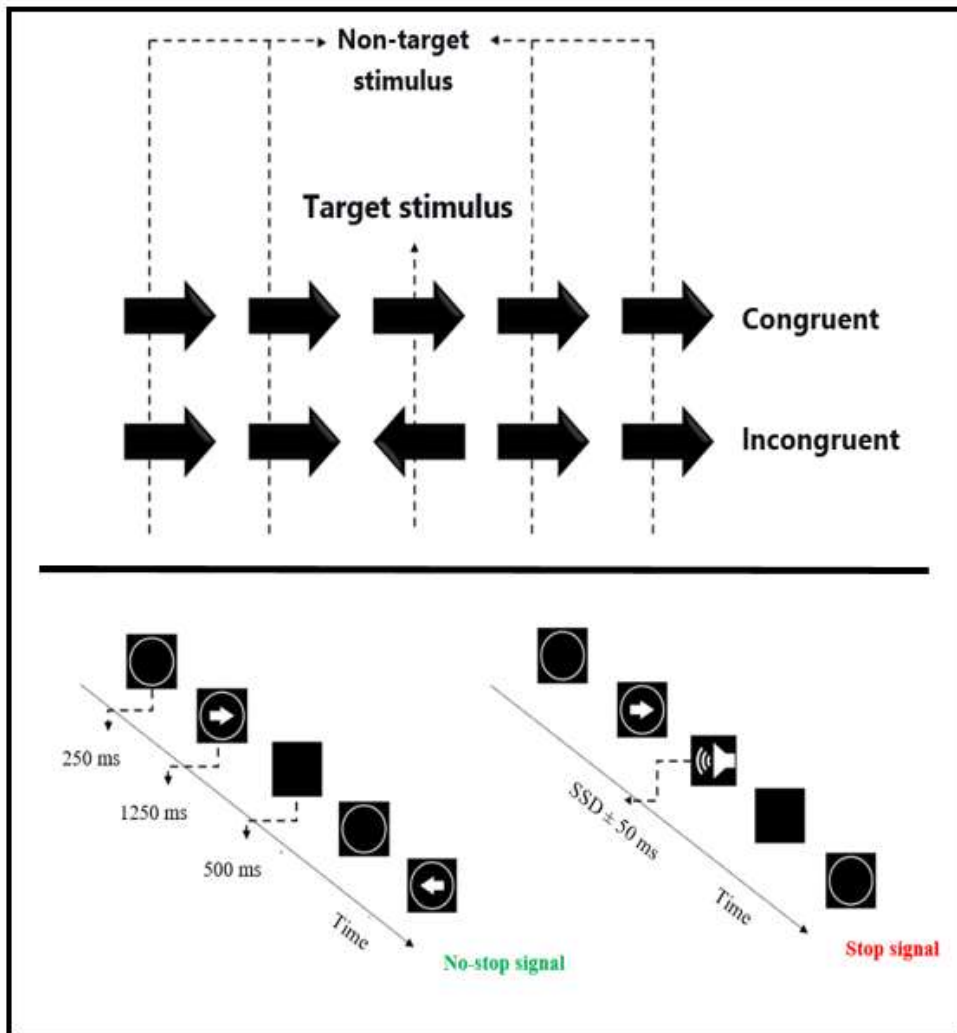 Non-target
stimulus
Target stimulus
Congruent
Incongruent
250 ms
1250 ms
500 ms
Time
No-stop signal
SSD ± 50 ms
Time
Stop signal